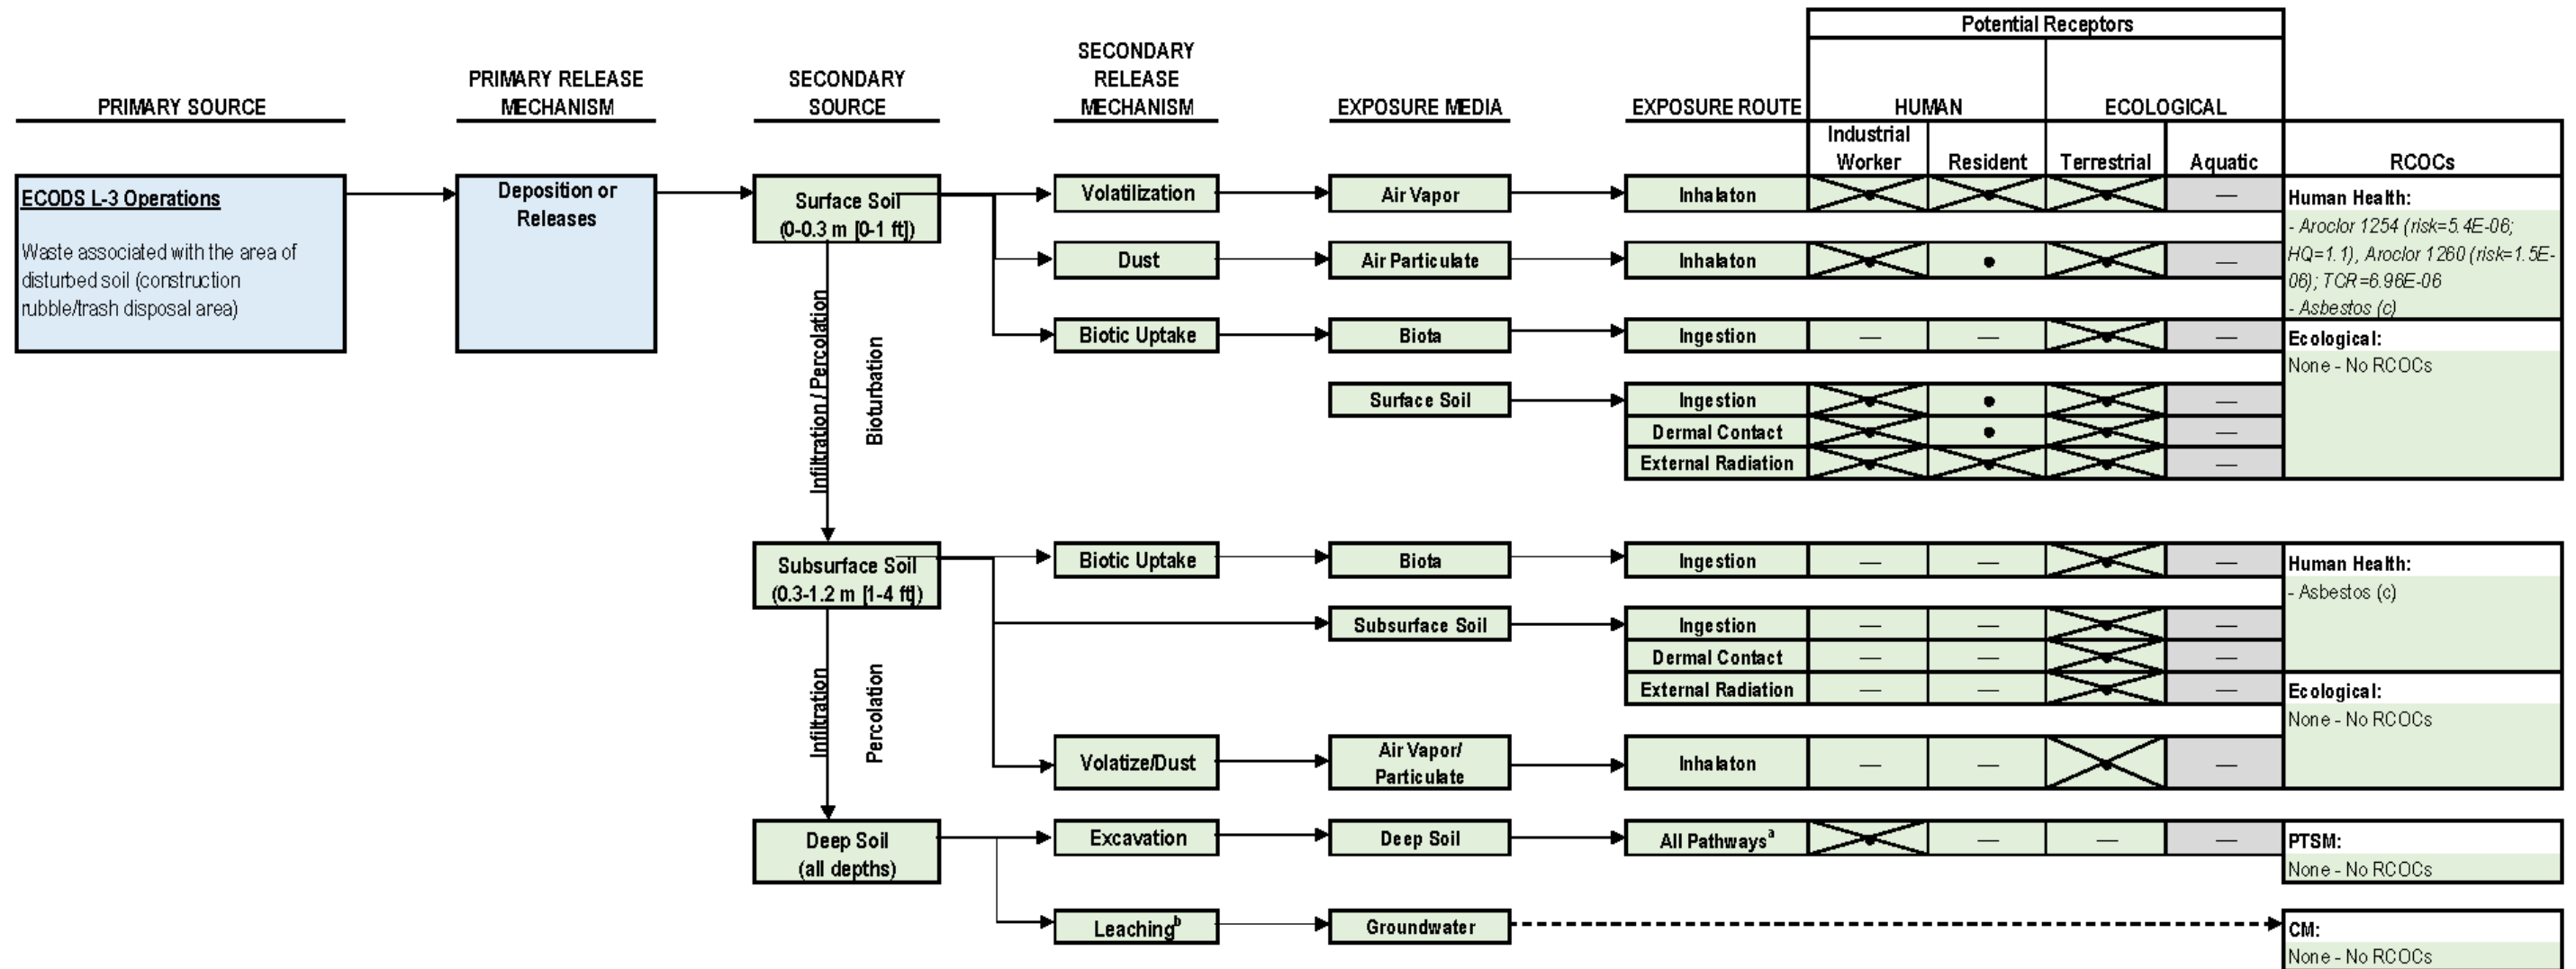 Potential Receptors
PRIMARY SOURCE
PRIMARY RELEASE
MECHANISM
SECONDARY
SOURCE
SECONDARY
RELEASE
MECHANISM
EXPOSURE MEDIA
EXPOSURE ROUTE
HUMAN
ECOLOGICAL
Industrial
Worker
Resident
Terrestrial
Aquatic
RCOCs
ECODS L-3 Operations
Waste associated with the area of
disturbed soil (construction
rubble/trash disposal area)
Deposition or
Releases
Surface Soil
(0-0.3 m [0-1 ft])
Volatilization
Air Vapor
Inhalaton
• • • —
Dust
Air Particulate
Inhalaton
• • • —
Biotic Uptake
Biota
Ingestion
— — • —
Surface Soil
Ingestion
• • • —
Dermal Contact
• • • —
External Radiation
• • • —
Human Health:
- Aroclor 1254 (risk=5.4E-06;
HQ=1.1), Aroclor 1260 (risk=1.5E-
06); TCR=6.96E-06
- Asbestos (c)
Ecological:
None - No RCOCs
Infiltration / Percolation
Bioturbation
Subsurface Soil
(0.3-1.2 m [1-4 ft])
Biotic Uptake
Biota
Ingestion
— — • —
Subsurface Soil
Ingestion
— — • —
Dermal Contact
— — • —
External Radiation
— — • —
Volatize/Dust
Air Vapor/
Particulate
Inhalaton
— — • —
Human Health:
- Asbestos (c)
Ecological:
None - No RCOCs
Infiltration
Percolation
Deep Soil
(all depths)
Excavation
Deep Soil
All Pathwaysᵃ
• — — —
PTSM:
None - No RCOCs
Leachingᵇ
Groundwater
CM:
None - No RCOCs